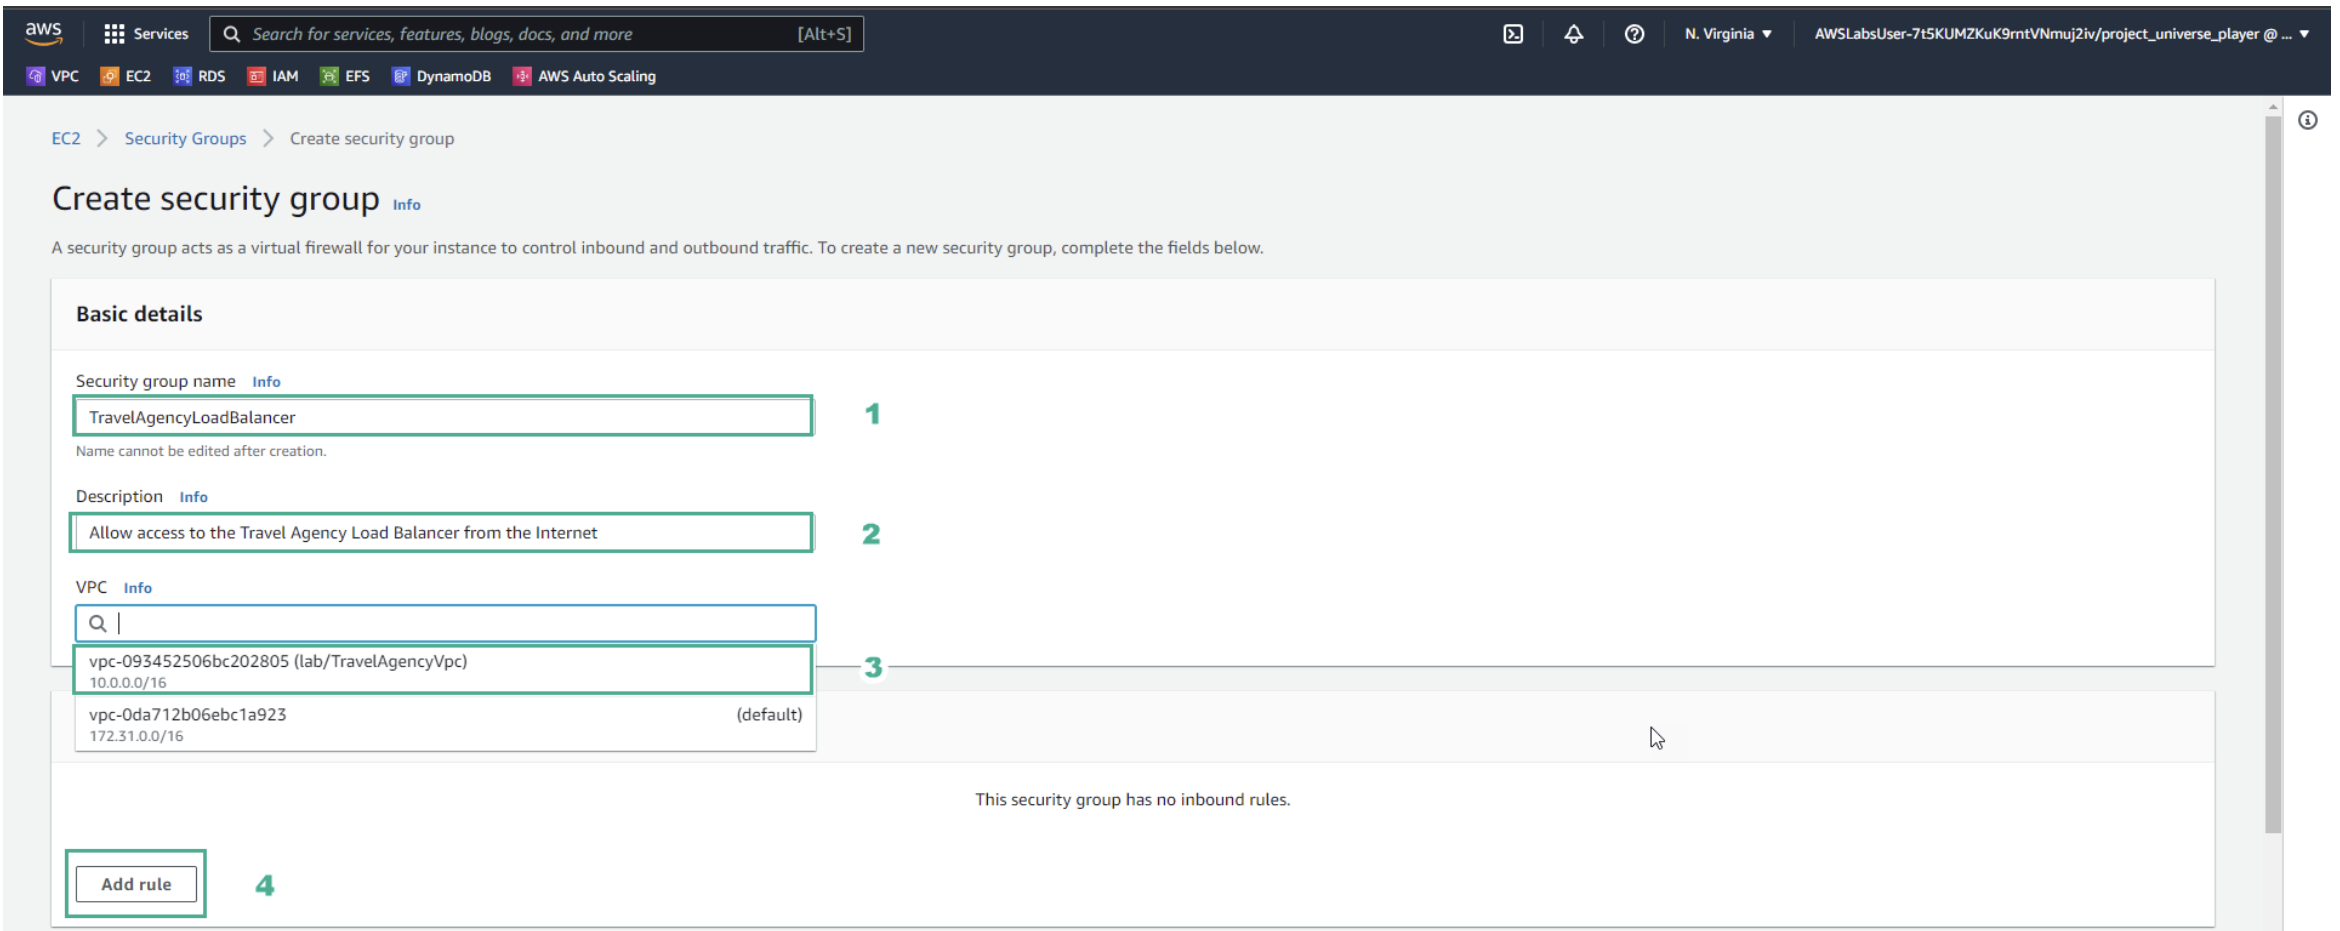 aws Services Search for services, features, blogs, docs, and more [Alt+S] N. Virginia ▼ AWSLabsUser-7t5KUMZKuK9rntVNmuj2iv/project_universe_player @ ... ▼
VPC EC2 RDS IAM EFS DynamoDB AWS Auto Scaling
EC2 > Security Groups > Create security group
Create security group Info
A security group acts as a virtual firewall for your instance to control inbound and outbound traffic. To create a new security group, complete the fields below.
Basic details
Security group name Info
TravelAgencyLoadBalancer 1
Name cannot be edited after creation.
Description Info
Allow access to the Travel Agency Load Balancer from the Internet 2
VPC Info
vpc-093452506bc202805 (lab/TravelAgencyVpc) 3
10.0.0.0/16
vpc-0da712b06ebc1a923 (default)
172.31.0.0/16
This security group has no inbound rules.
Add rule 4